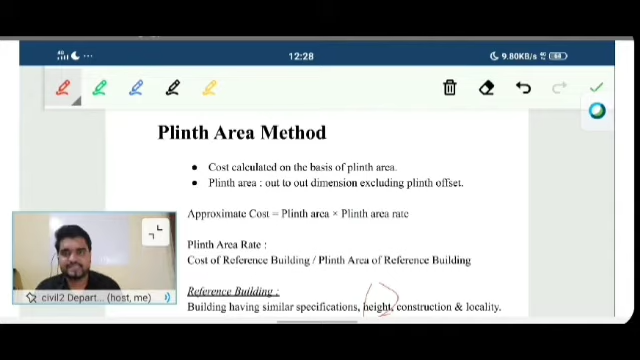 12:28
9.80KB/s
Plinth Area Method
● Cost calculated on the basis of plinth area.
● Plinth area : out to out dimension excluding plinth offset.
Approximate Cost = Plinth area × Plinth area rate
Plinth Area Rate :
Cost of Reference Building / Plinth Area of Reference Building
Reference Building :
Building having similar specifications, height, construction & locality.
civil2 Depart... (host, me)